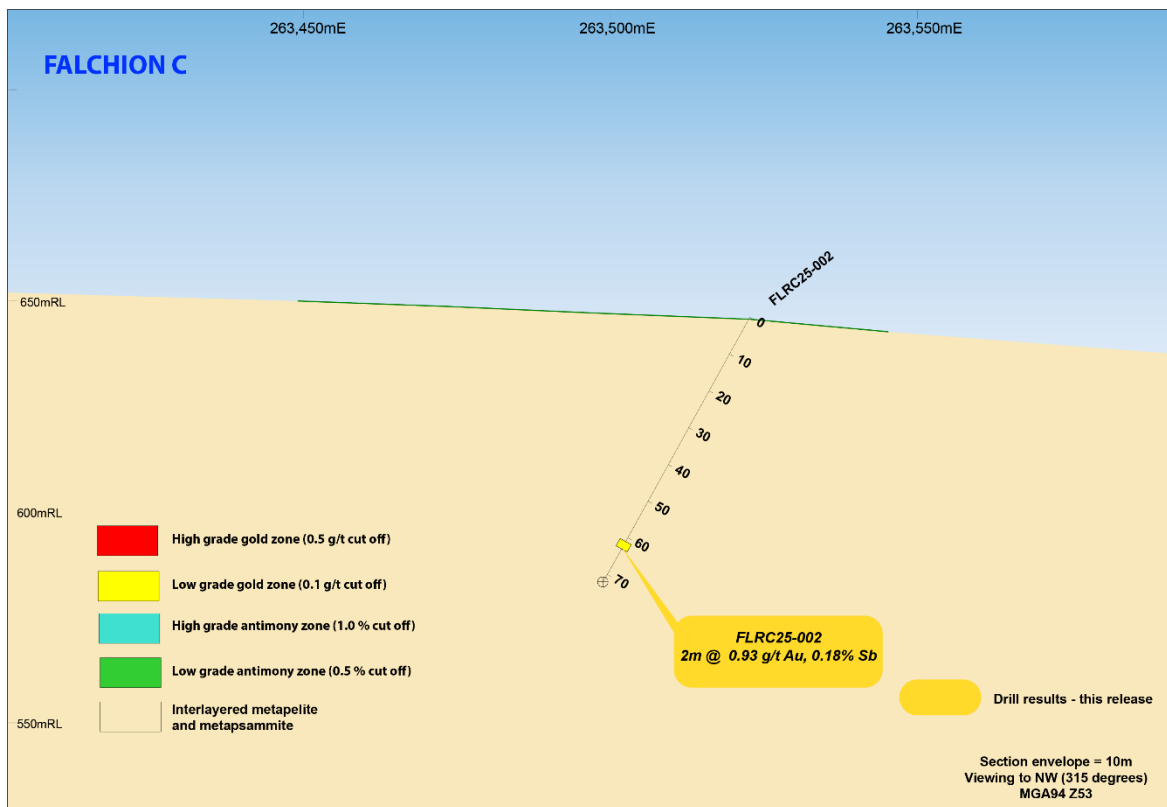 263,450mE
263,500mE
263,550mE
FALCHION C
FLRC25-002
650mRL
0
10
20
30
40
50
60
70
600mRL
High grade gold zone (0.5 g/t cut off)
Low grade gold zone (0.1 g/t cut off)
High grade antimony zone (1.0 % cut off)
Low grade antimony zone (0.5 % cut off)
Interlayered metapelite
and metapsammite
550mRL
FLRC25-002
2m @ 0.93 g/t Au, 0.18% Sb
Drill results - this release
Section envelope = 10m
Viewing to NW (315 degrees)
MGA94 Z53